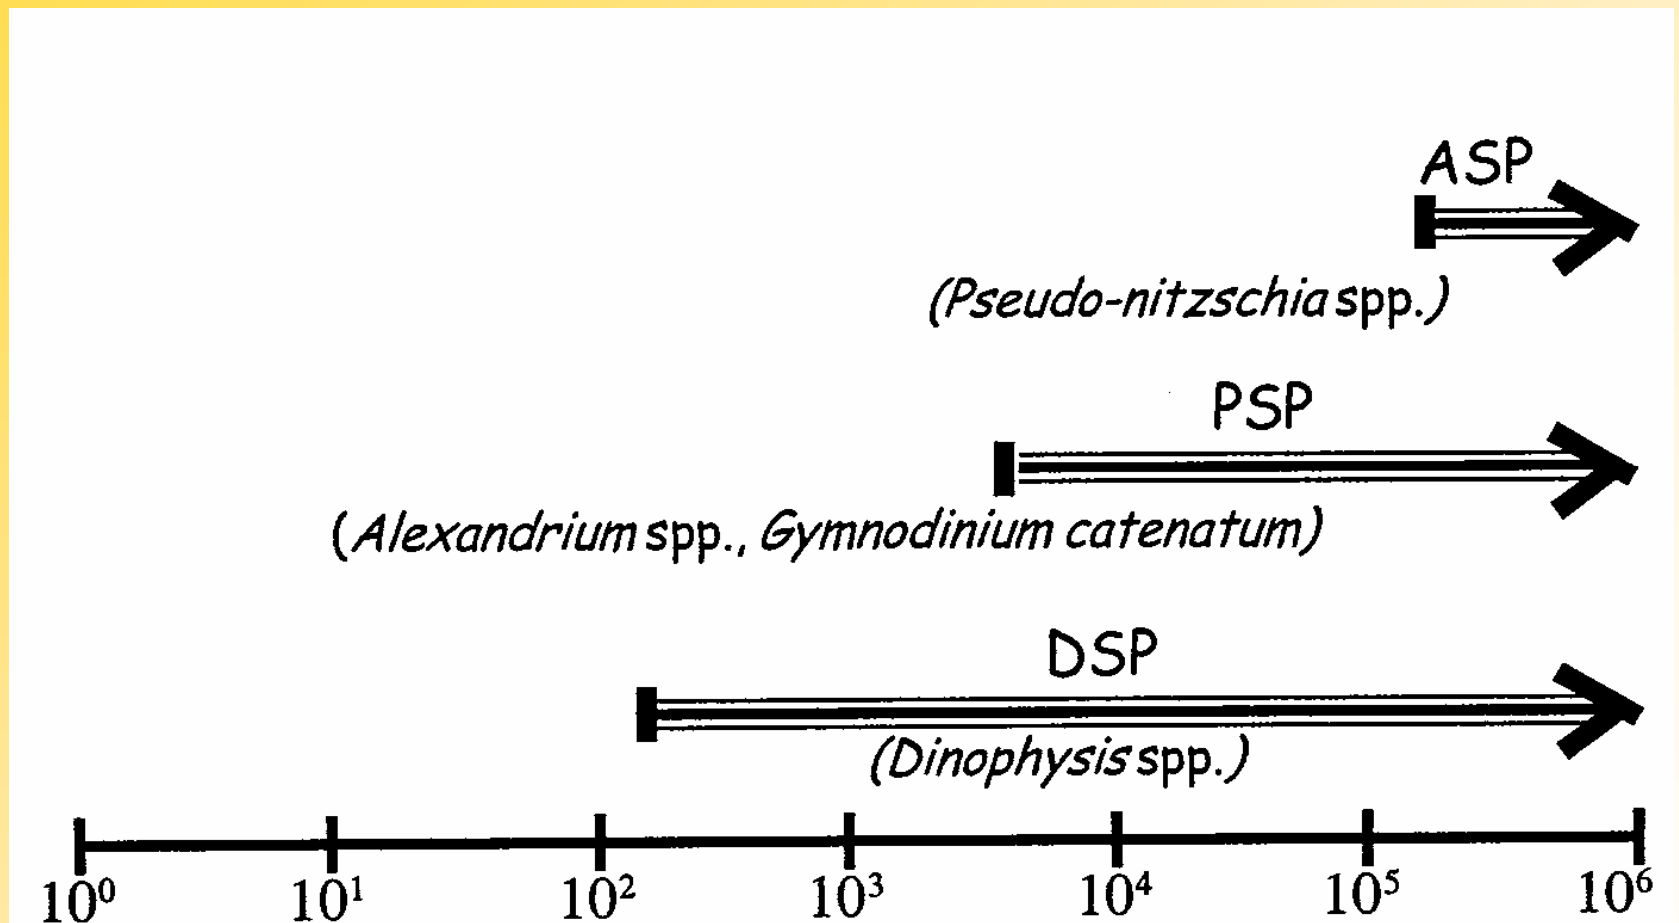 ASP
(Pseudo-nitzschia spp.)
PSP
(Alexandrium spp., Gymnodinium catenatum)
DSP
(Dinophysis spp.)
10⁰ 10¹ 10² 10³ 10⁴ 10⁵ 10⁶